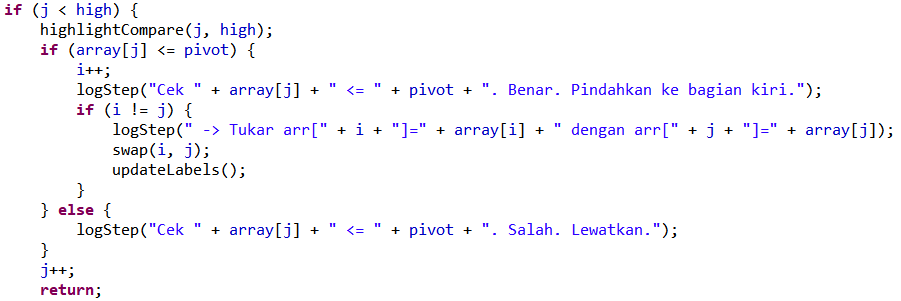 if (j < high) {
    highlightCompare(j, high);
    if (array[j] <= pivot) {
        i++;
        logStep("Cek " + array[j] + " <= " + pivot + ". Benar. Pindahkan ke bagian kiri.");
        if (i != j) {
            logStep(" -> Tukar arr[" + i + "]=" + array[i] + " dengan arr[" + j + "]=" + array[j]);
            swap(i, j);
            updateLabels();
        }
    } else {
        logStep("Cek " + array[j] + " <= " + pivot + ". Salah. Lewatkan.");
    }
    j++;
    return;